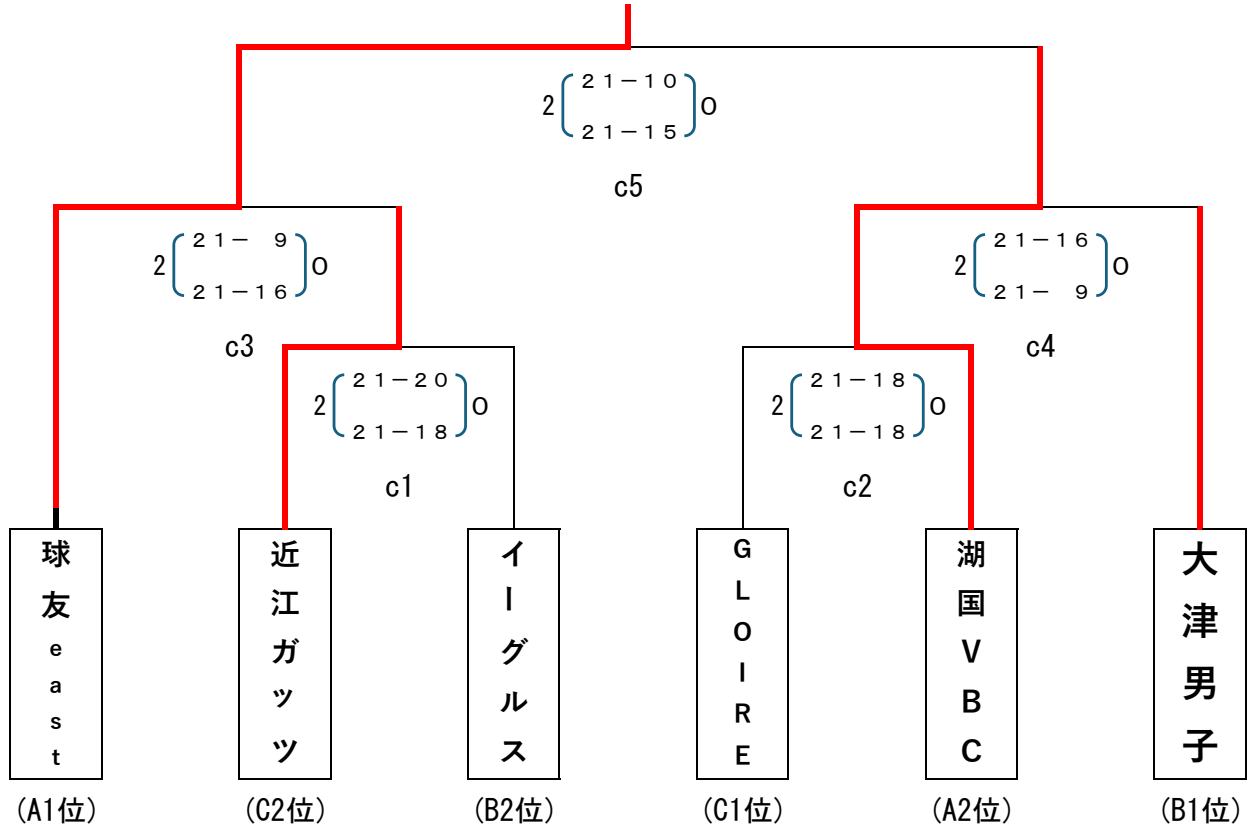 ２１－１０
2 0
２１－１５
c5
２１－　９
2 0
２１－１６
c3
２１－１６
2 0
２１－　９
c4
２１－２０
2 0
２１－１８
c1
２１－１８
2 0
２１－１８
c2
球友east
近江ガッツ
イーグルス
GLOIRE
湖国VBC
大津男子
(A1位)
(C2位)
(B2位)
(C1位)
(A2位)
(B1位)